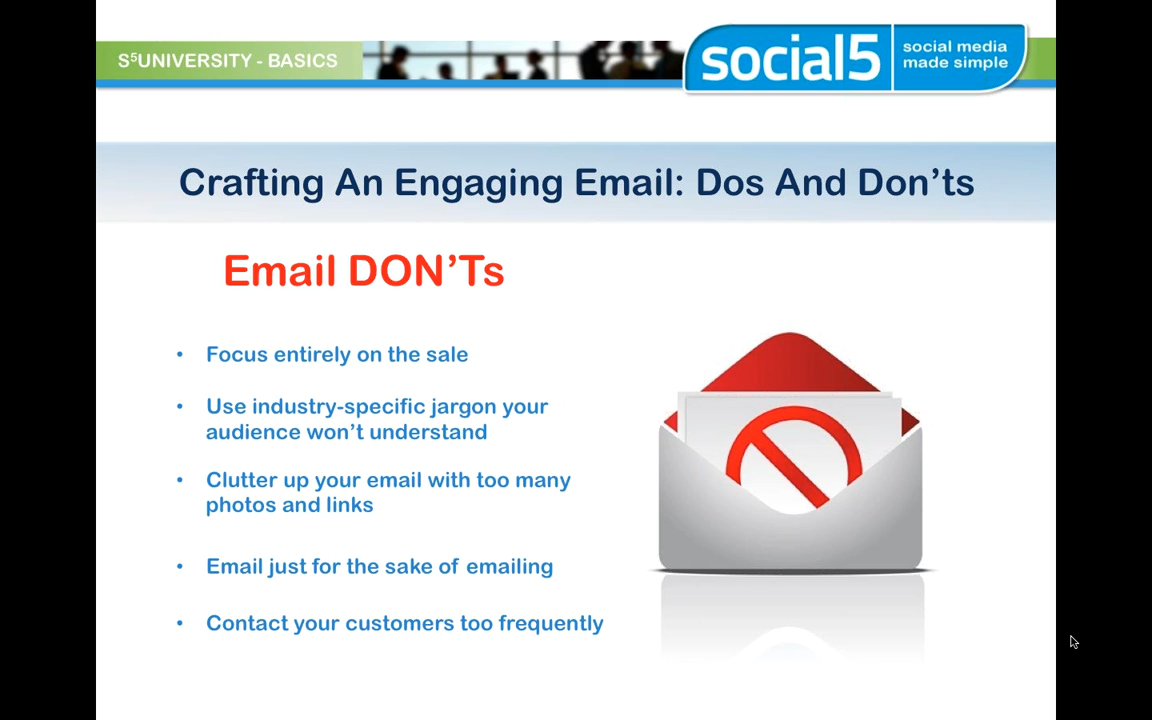 S⁵UNIVERSITY - BASICS
social5
social media
made simple
Crafting An Engaging Email: Dos And Don’ts
Email DON’Ts
• Focus entirely on the sale
• Use industry-specific jargon your
audience won’t understand
• Clutter up your email with too many
photos and links
• Email just for the sake of emailing
• Contact your customers too frequently